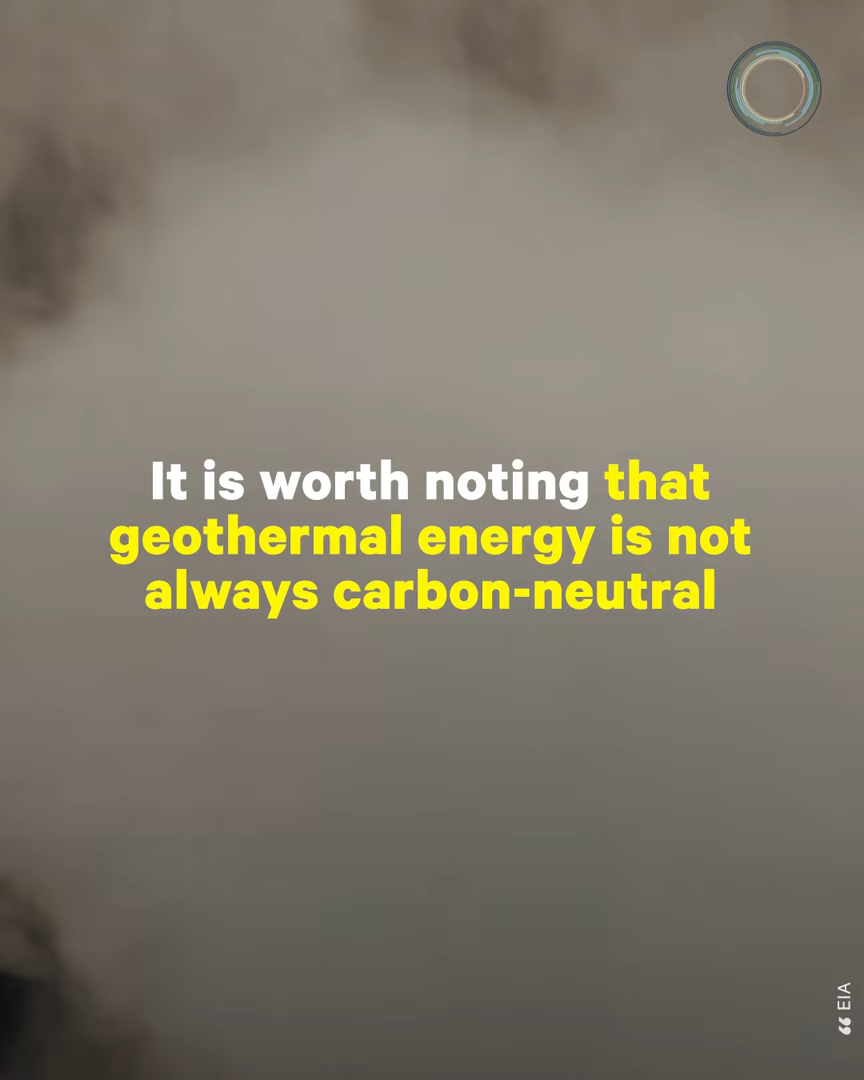 It is worth noting that
geothermal energy is not
always carbon-neutral
“ EIA